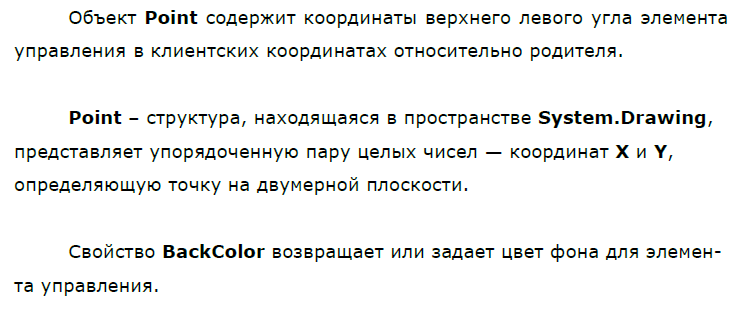 Объект Point содержит координаты верхнего левого угла элемента
управления в клиентских координатах относительно родителя.
Point – структура, находящаяся в пространстве System.Drawing,
представляет упорядоченную пару целых чисел — координат X и Y,
определяющую точку на двумерной плоскости.
Свойство BackColor возвращает или задает цвет фона для элемен-
та управления.